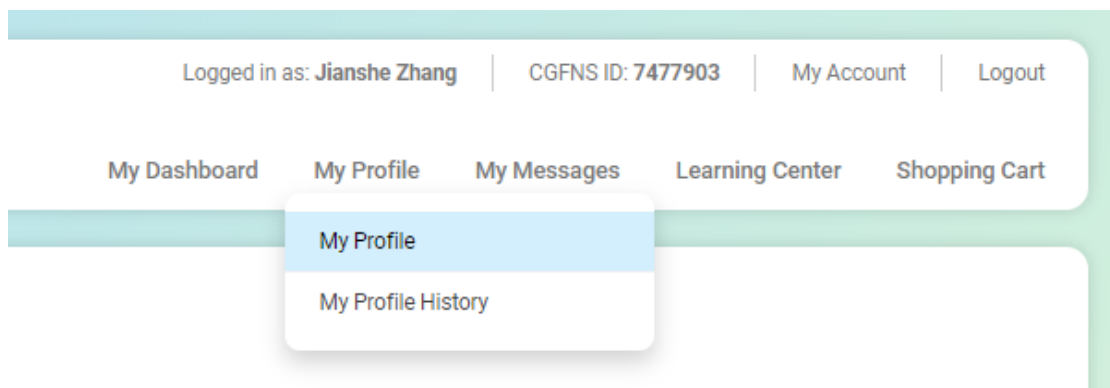 Logged in as: Jianshe Zhang CGFNS ID: 7477903 My Account Logout
My Dashboard My Profile My Messages Learning Center Shopping Cart
My Profile
My Profile History